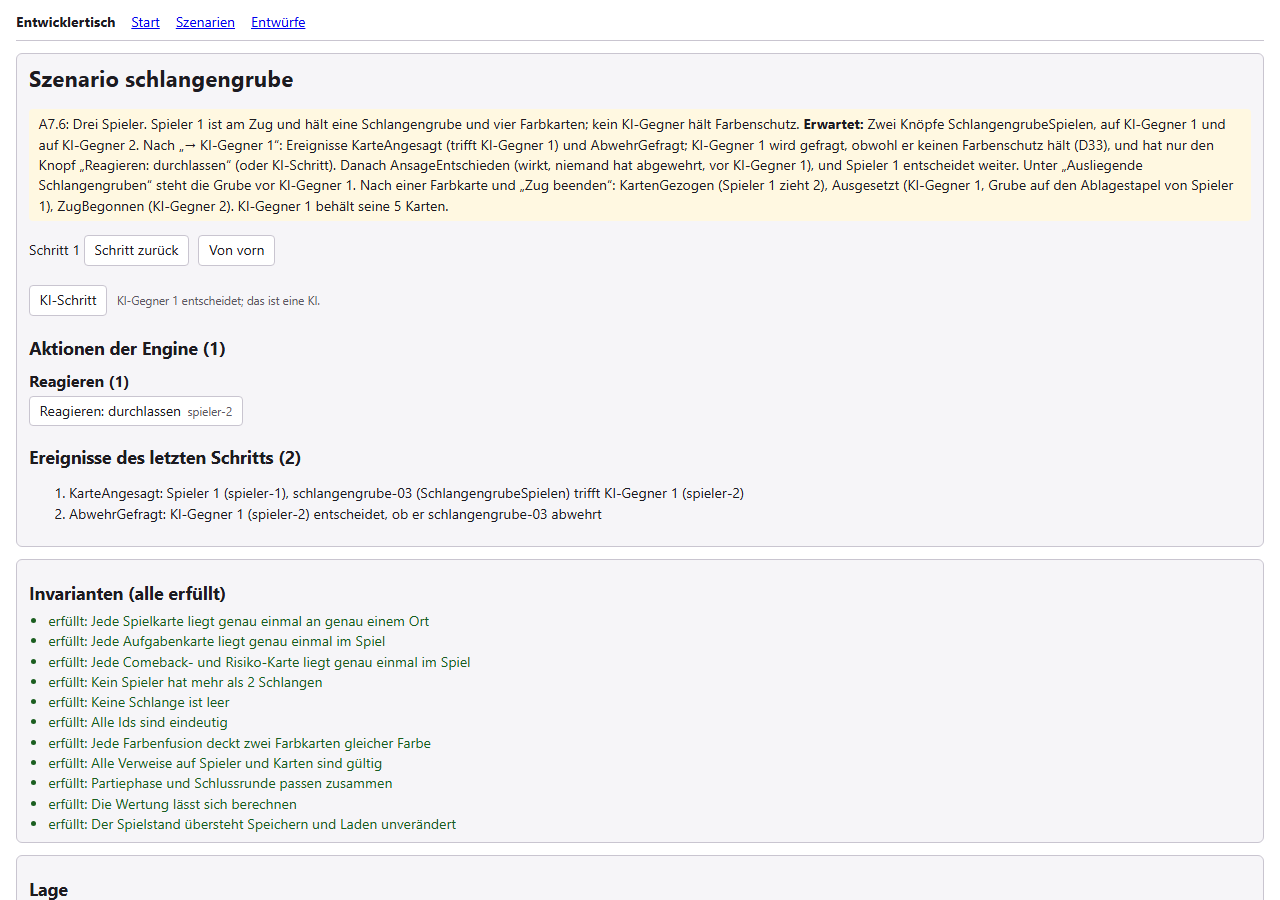 Entwicklertisch Start Szenarien Entwürfe
Szenario schlangengrube
A7.6: Drei Spieler. Spieler 1 ist am Zug und hält eine Schlangengrube und vier Farbkarten; kein KI-Gegner hält Farbenschutz. Erwartet: Zwei Knöpfe SchlangengrubeSpielen, auf KI-Gegner 1 und
auf KI-Gegner 2. Nach „→ KI-Gegner 1“: Ereignisse KarteAngesagt (trifft KI-Gegner 1) und AbwehrGefragt; KI-Gegner 1 wird gefragt, obwohl er keinen Farbenschutz hält (D33), und hat nur den
Knopf „Reagieren: durchlassen“ (oder KI-Schritt). Danach AnsageEntschieden (wirkt, niemand hat abgewehrt, vor KI-Gegner 1), und Spieler 1 entscheidet weiter. Unter „Ausliegende
Schlangengruben“ steht die Grube vor KI-Gegner 1. Nach einer Farbkarte und „Zug beenden“: KartenGezogen (Spieler 1 zieht 2), Ausgesetzt (KI-Gegner 1, Grube auf den Ablagestapel von Spieler
1), ZugBegonnen (KI-Gegner 2). KI-Gegner 1 behält seine 5 Karten.
Schritt 1 Schritt zurück Von vorn
KI-Schritt KI-Gegner 1 entscheidet; das ist eine KI.
Aktionen der Engine (1)
Reagieren (1)
Reagieren: durchlassen spieler-2
Ereignisse des letzten Schritts (2)
1. KarteAngesagt: Spieler 1 (spieler-1), schlangengrube-03 (SchlangengrubeSpielen) trifft KI-Gegner 1 (spieler-2)
2. AbwehrGefragt: KI-Gegner 1 (spieler-2) entscheidet, ob er schlangengrube-03 abwehrt
Invarianten (alle erfüllt)
• erfüllt: Jede Spielkarte liegt genau einmal an genau einem Ort
• erfüllt: Jede Aufgabenkarte liegt genau einmal im Spiel
• erfüllt: Jede Comeback- und Risiko-Karte liegt genau einmal im Spiel
• erfüllt: Kein Spieler hat mehr als 2 Schlangen
• erfüllt: Keine Schlange ist leer
• erfüllt: Alle Ids sind eindeutig
• erfüllt: Jede Farbenfusion deckt zwei Farbkarten gleicher Farbe
• erfüllt: Alle Verweise auf Spieler und Karten sind gültig
• erfüllt: Partiephase und Schlussrunde passen zusammen
• erfüllt: Die Wertung lässt sich berechnen
• erfüllt: Der Spielstand übersteht Speichern und Laden unverändert
Lage